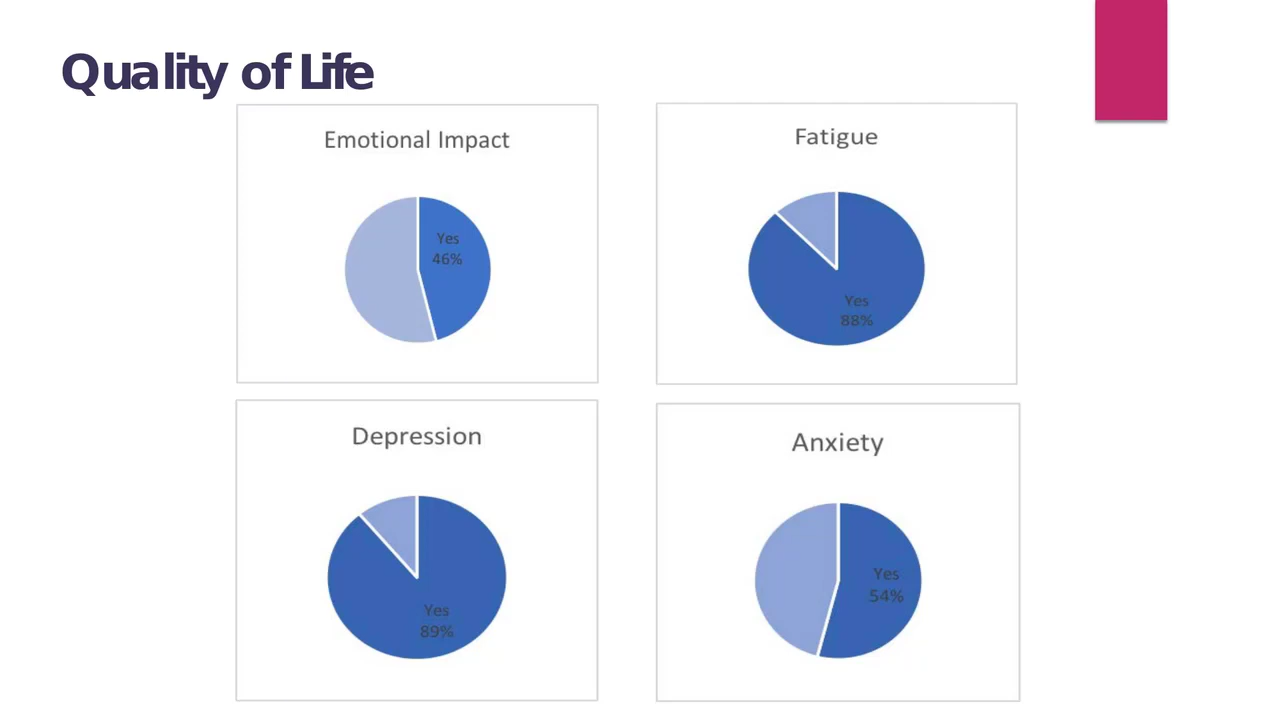 Quality of Life
Emotional Impact
Yes
46%
Fatigue
Yes
88%
Depression
Yes
89%
Anxiety
Yes
54%